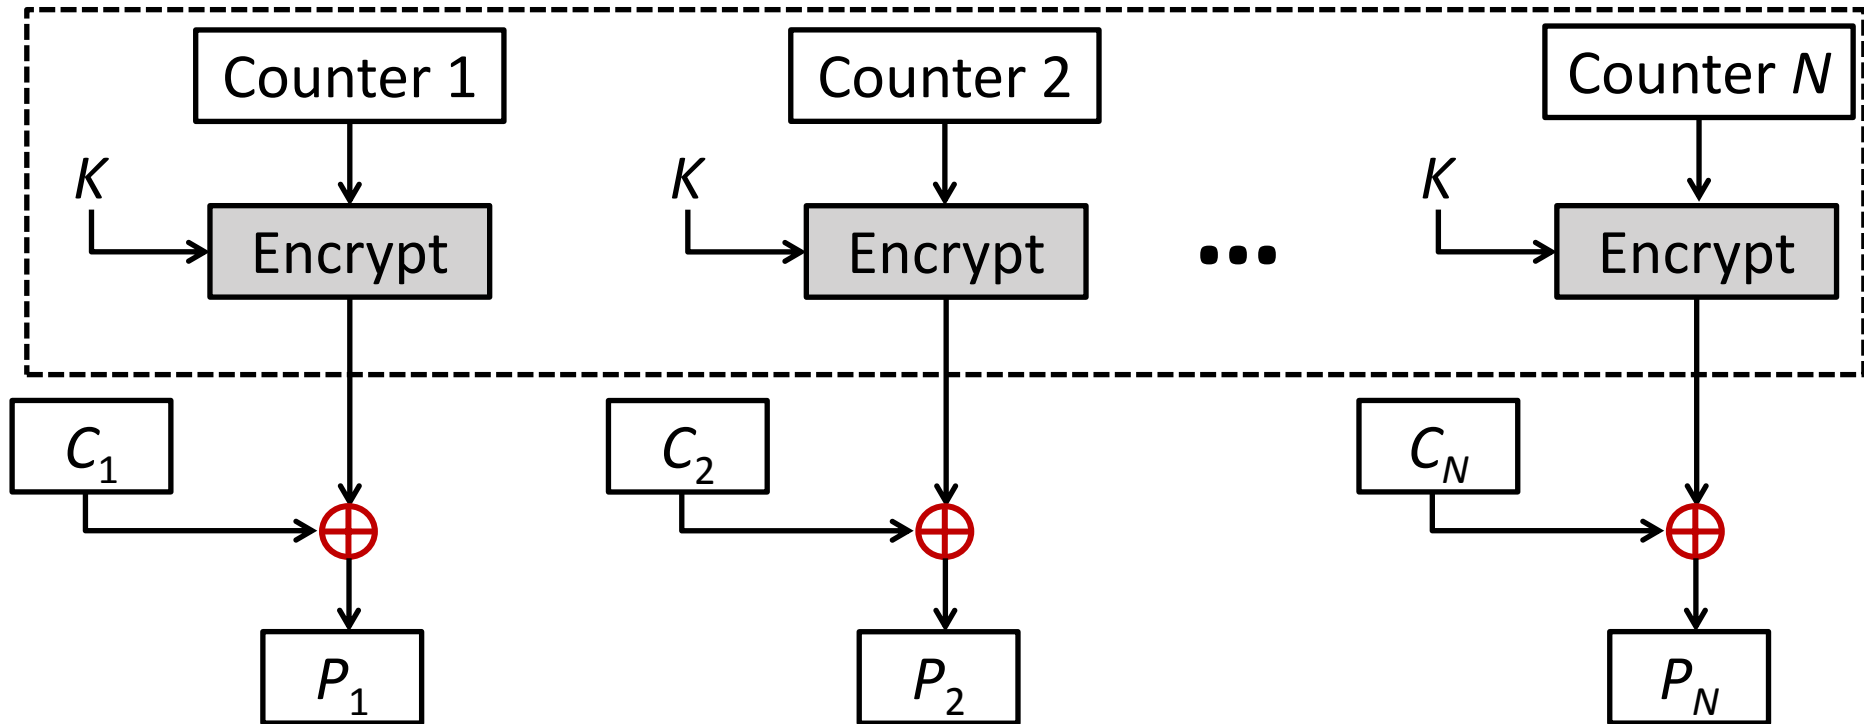 Counter 1 Counter 2 Counter N
K K K
Encrypt Encrypt ... Encrypt
C1 C2 CN
P1 P2 PN